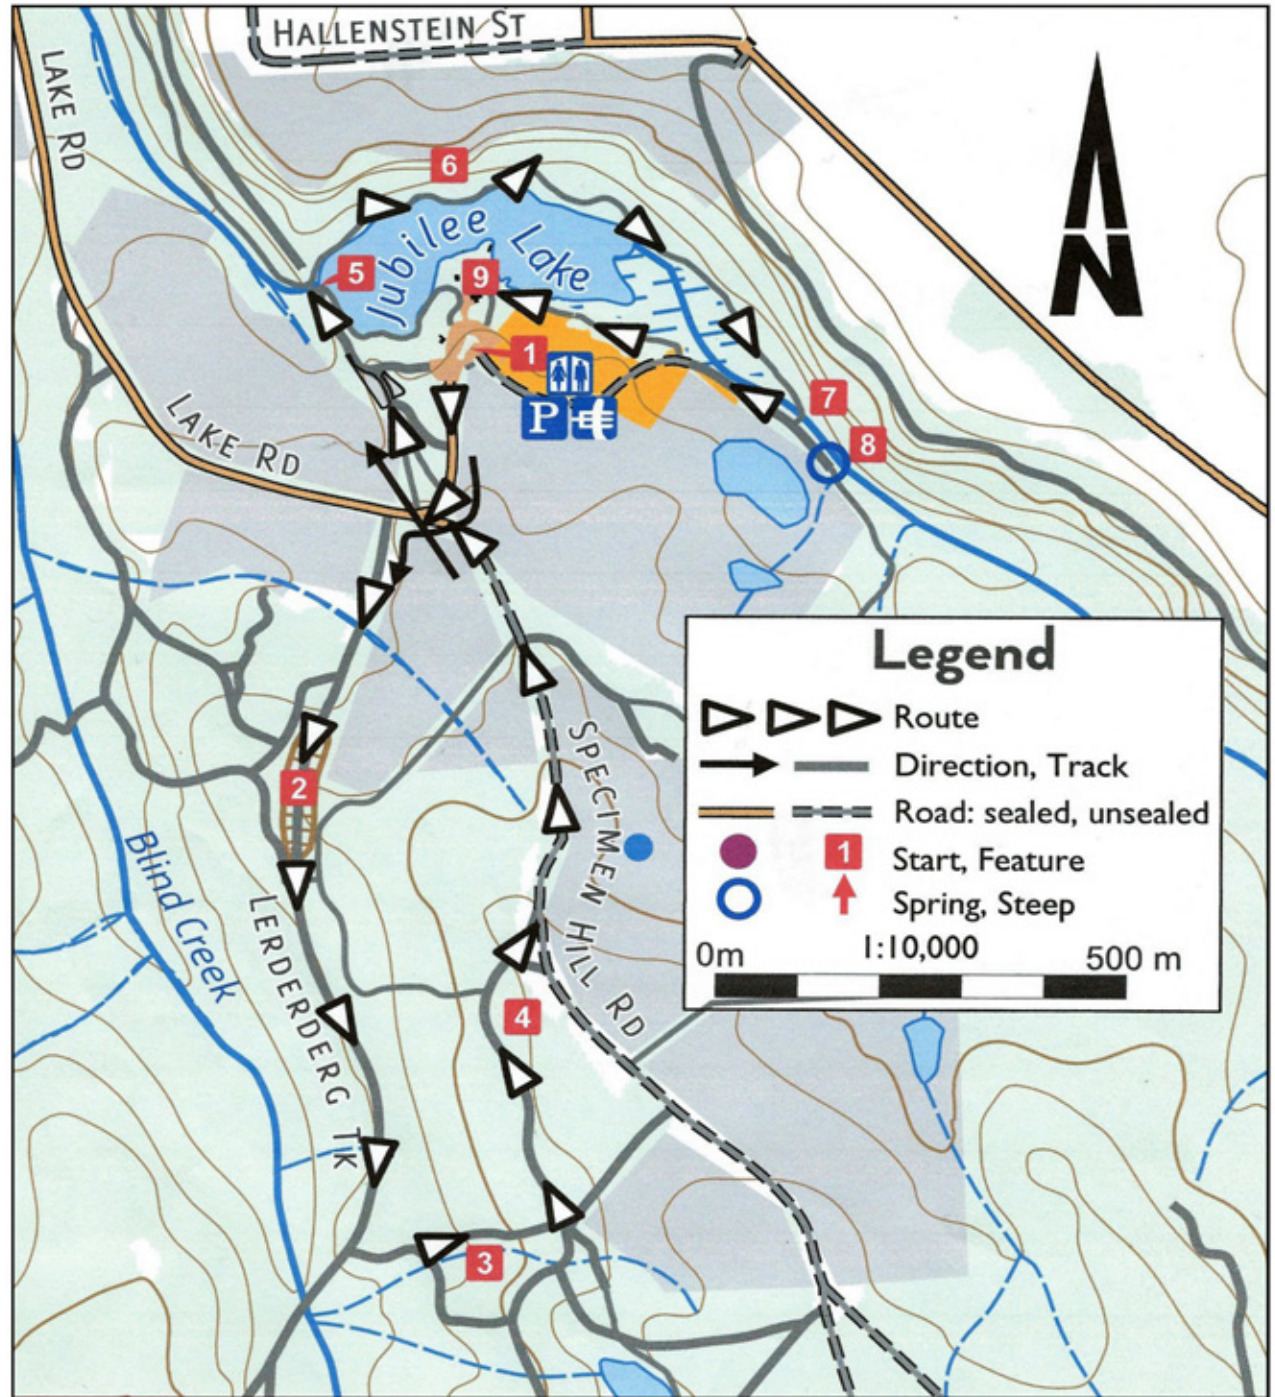 HALLENSTEIN ST
LAKE RD
6
Jubilee Lake
5
9
1
P
7
8
LAKE RD
N
Legend
Route
Direction, Track
Road: sealed, unsealed
1 Start, Feature
Spring, Steep
0m 1:10,000 500 m
2
SPECIMEN HILL RD
Blind Creek
LERDERDERG TK
4
3